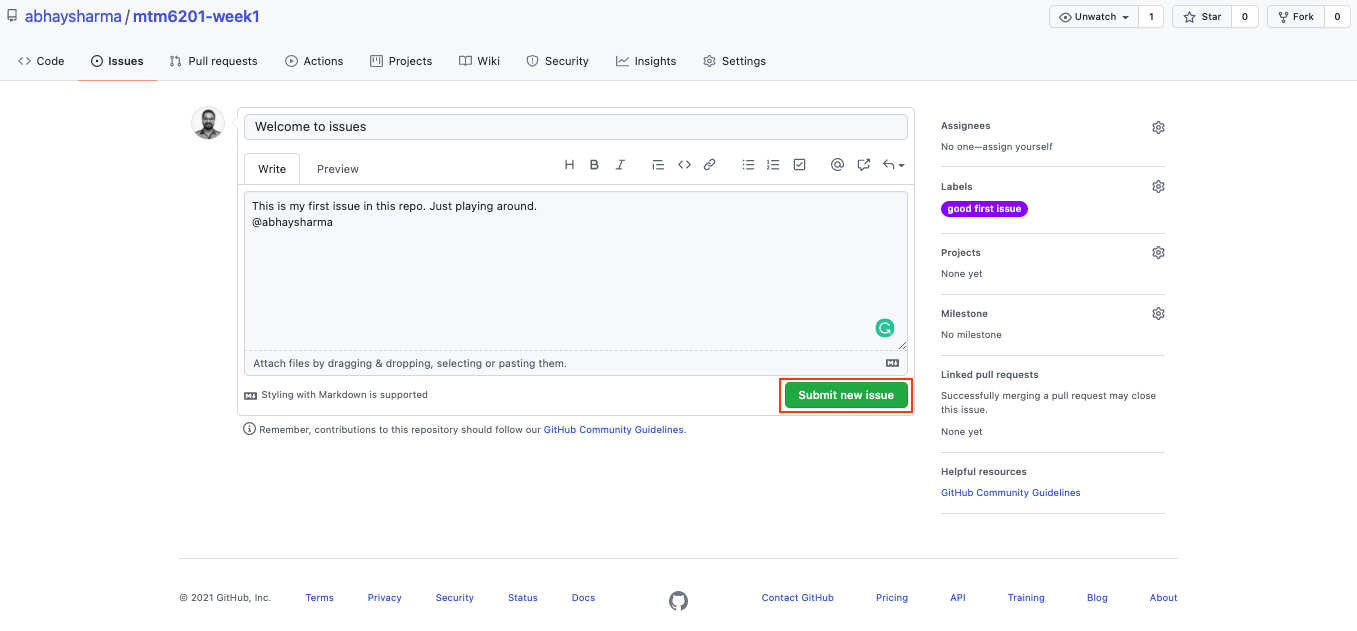 abhaysharma / mtm6201-week1
Unwatch 1 Star 0 Fork 0
Code Issues Pull requests Actions Projects Wiki Security Insights Settings
Welcome to issues
Write Preview
This is my first issue in this repo. Just playing around.
@abhaysharma
Attach files by dragging & dropping, selecting or pasting them.
Styling with Markdown is supported
Submit new issue
Remember, contributions to this repository should follow our GitHub Community Guidelines.
Assignees
No one—assign yourself
Labels
good first issue
Projects
None yet
Milestone
No milestone
Linked pull requests
Successfully merging a pull request may close
this issue.
None yet
Helpful resources
GitHub Community Guidelines
© 2021 GitHub, Inc. Terms Privacy Security Status Docs Contact GitHub Pricing API Training Blog About